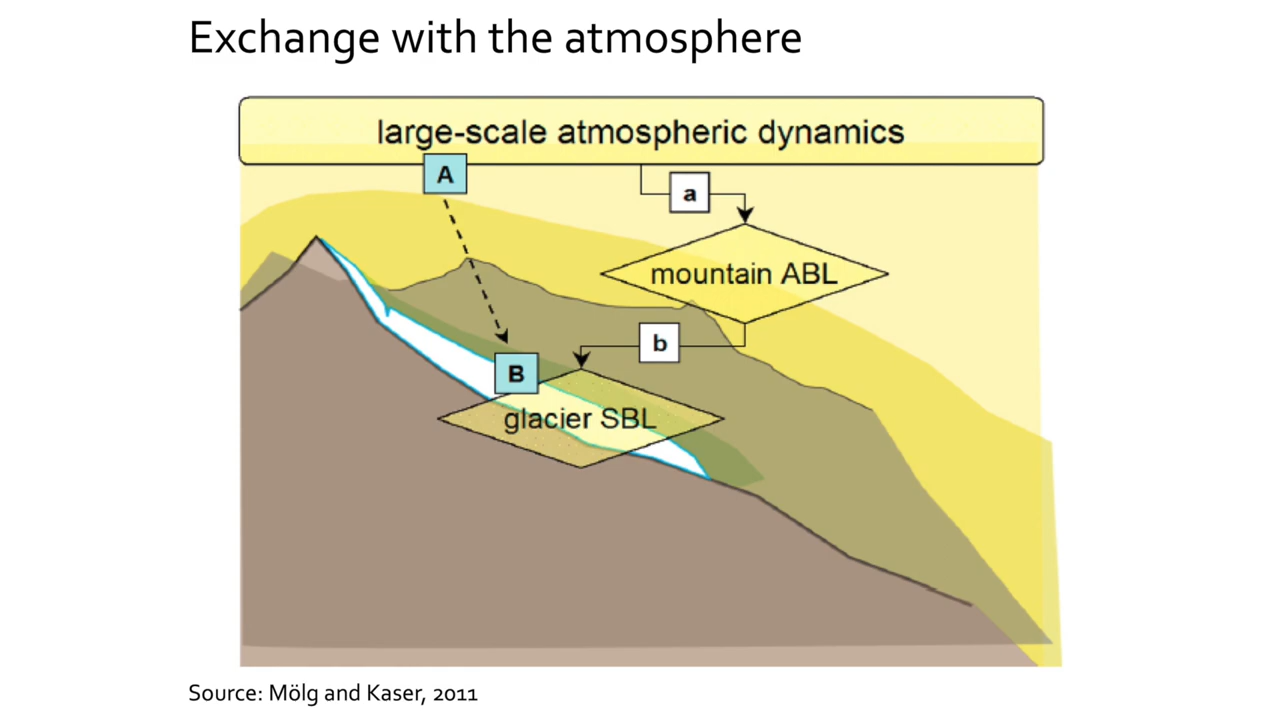 Exchange with the atmosphere
large-scale atmospheric dynamics
A
a
mountain ABL
b
B
glacier SBL
Source: Mölg and Kaser, 2011